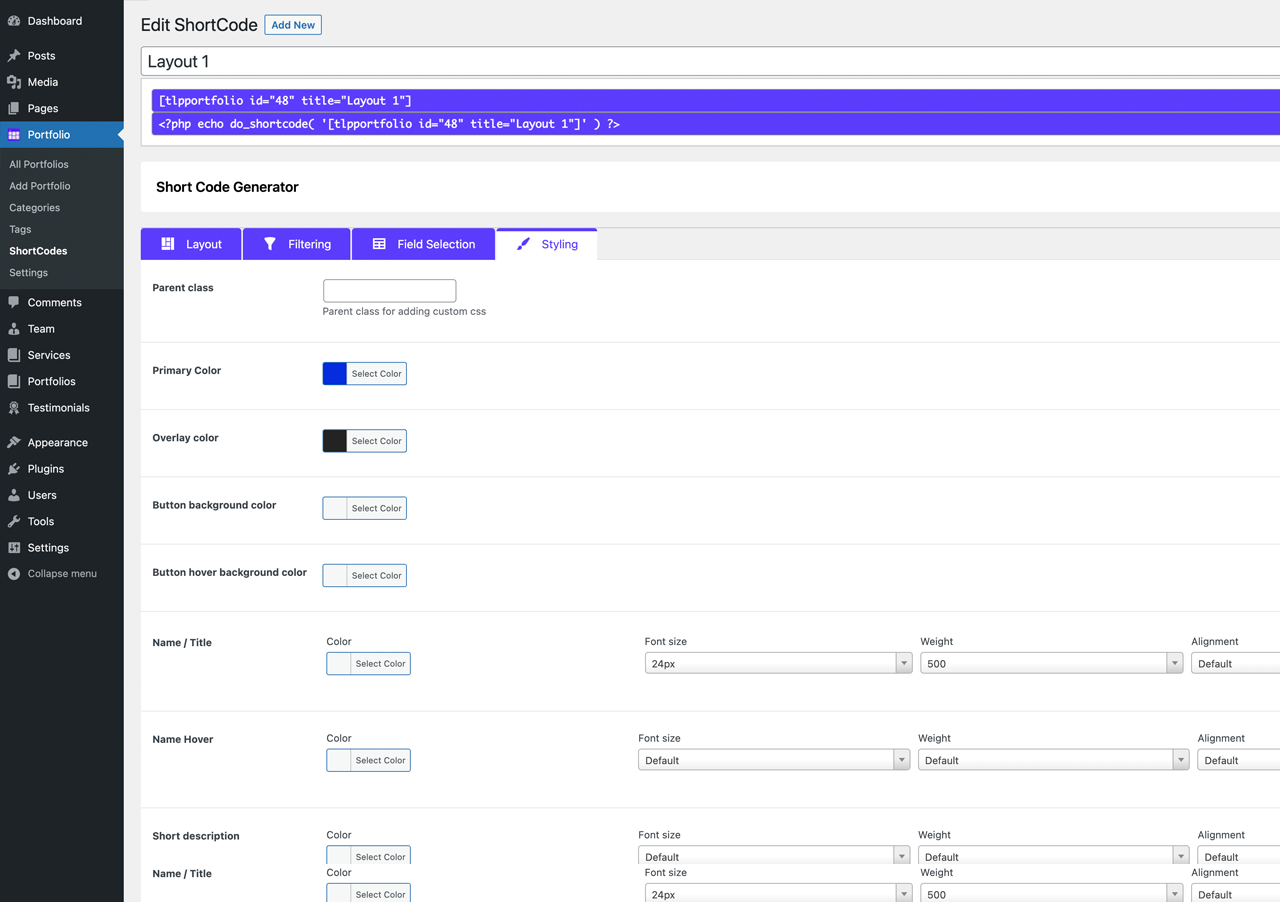 Dashboard
Posts
Media
Pages
Portfolio
All Portfolios
Add Portfolio
Categories
Tags
ShortCodes
Settings
Comments
Team
Services
Portfolios
Testimonials
Appearance
Plugins
Users
Tools
Settings
Collapse menu
Edit ShortCode Add New
Layout 1
[tlpportfolio id="48" title="Layout 1"]
<?php echo do_shortcode( '[tlpportfolio id="48" title="Layout 1"]' ) ?>
Short Code Generator
Layout Filtering Field Selection Styling
Parent class
Parent class for adding custom css
Primary Color Select Color
Overlay color Select Color
Button background color Select Color
Button hover background color Select Color
Name / Title Color Font size Weight Alignment
Select Color 24px 500 Default
Name Hover Color Font size Weight Alignment
Select Color Default Default Default
Short description Color Font size Weight Alignment
Select Color Default Default Default
Name / Title Color Font size Weight Alignment
Select Color 24px 500 Default